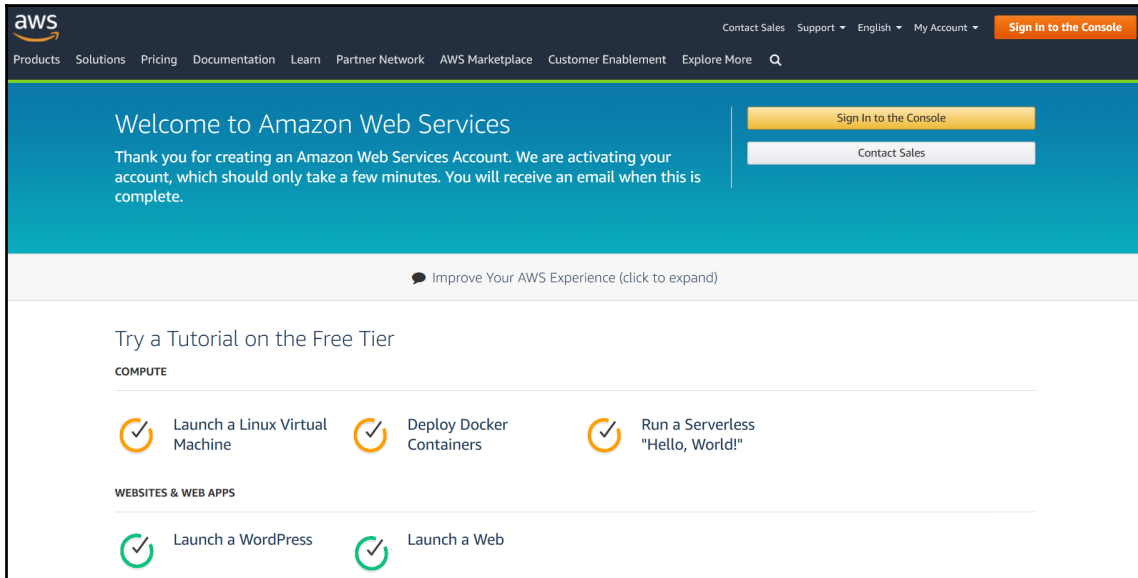 aws
Contact Sales Support English My Account Sign In to the Console
Products Solutions Pricing Documentation Learn Partner Network AWS Marketplace Customer Enablement Explore More
Welcome to Amazon Web Services
Sign In to the Console
Thank you for creating an Amazon Web Services Account. We are activating your
Contact Sales
account, which should only take a few minutes. You will receive an email when this is
complete.
Improve Your AWS Experience (click to expand)
Try a Tutorial on the Free Tier
COMPUTE
Launch a Linux Virtual
Machine
Deploy Docker
Containers
Run a Serverless
"Hello, World!"
WEBSITES & WEB APPS
Launch a WordPress
Launch a Web